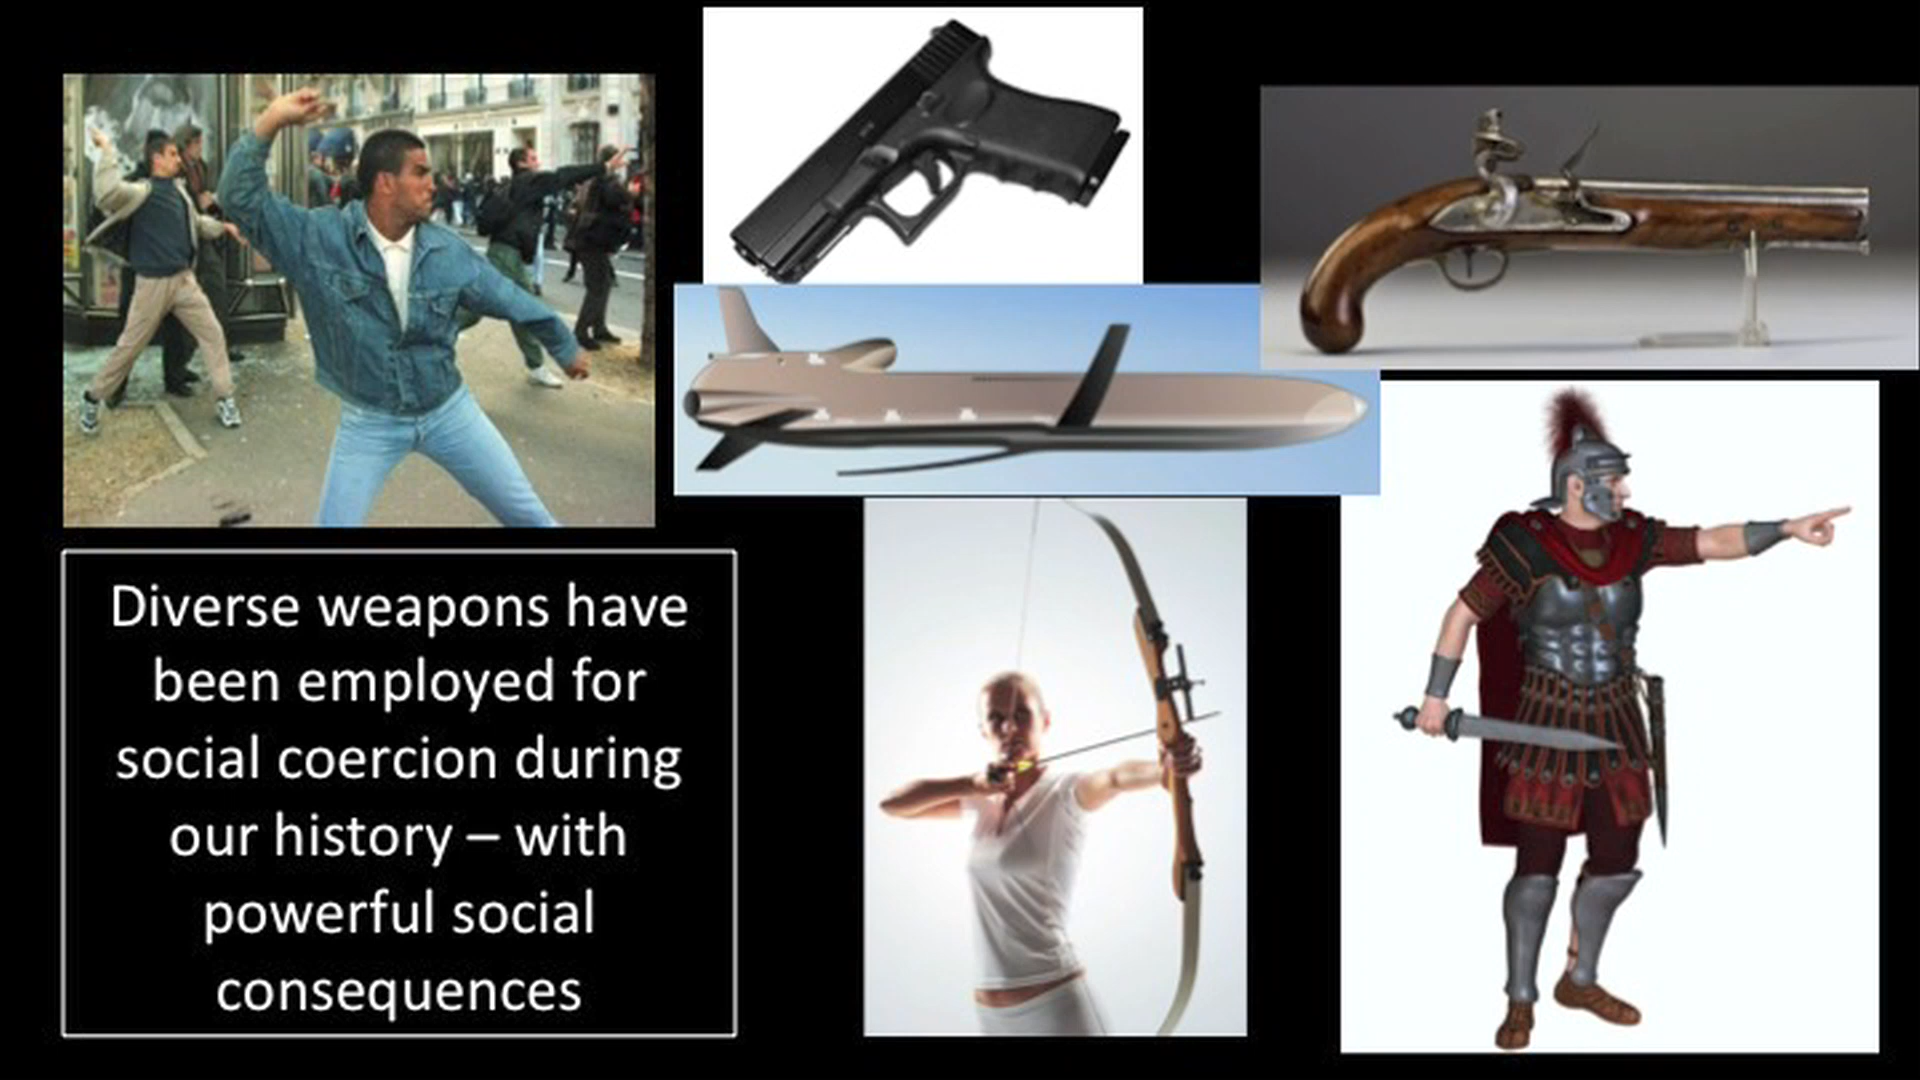 Diverse weapons have
been employed for
social coercion during
our history – with
powerful social
consequences